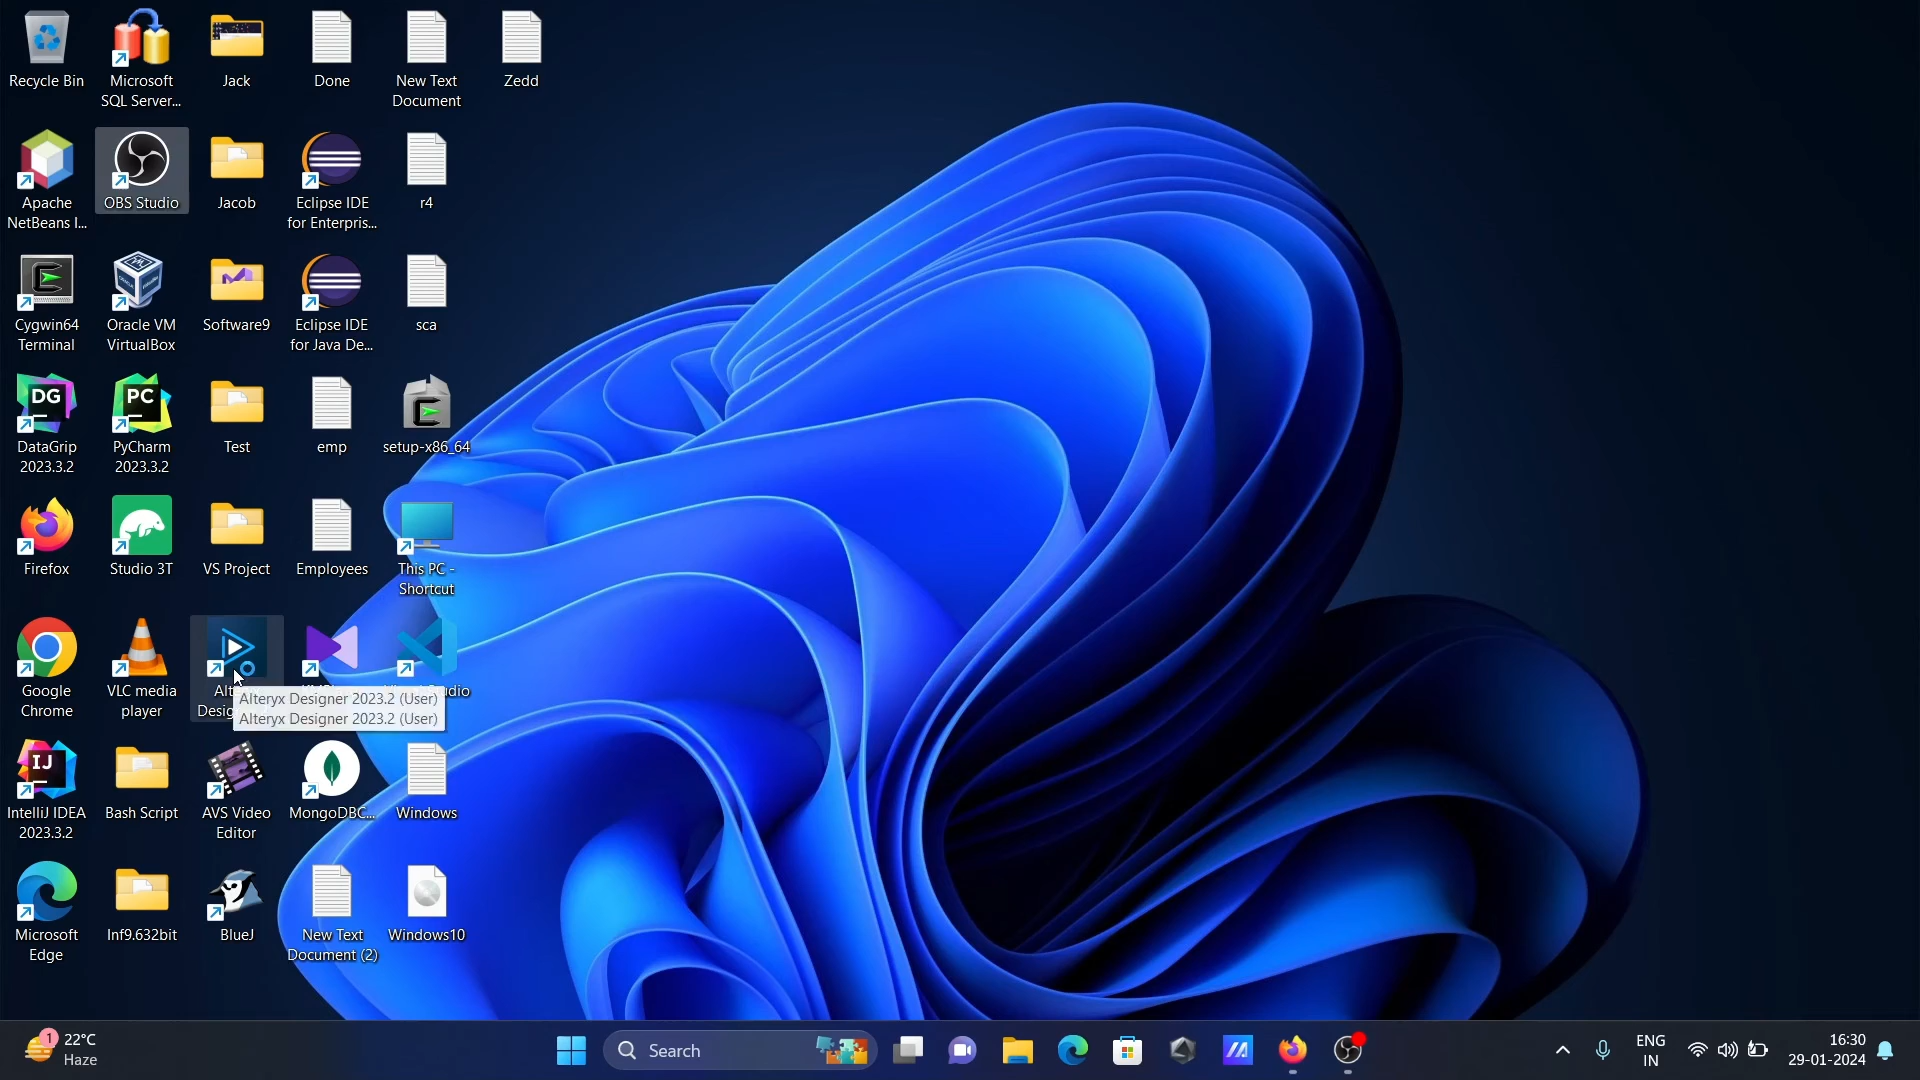 Recycle Bin
Microsoft
SQL Server...
Jack
Done
New Text
Document
Zedd
Apache
NetBeans I...
OBS Studio
Jacob
Eclipse IDE
for Enterpris...
r4
Cygwin64
Terminal
Oracle VM
VirtualBox
Software9
Eclipse IDE
for Java De...
sca
DG
DataGrip
2023.3.2
PC
PyCharm
2023.3.2
Test
emp
setup-x86_64
Firefox
Studio 3T
VS Project
Employees
This PC -
Shortcut
Google
Chrome
VLC media
player
Alteryx Designer 2023.2 (User)
Alteryx Designer 2023.2 (User)
IJ
IntelliJ IDEA
2023.3.2
Bash Script
AVS Video
Editor
MongoDBC...
Windows
Microsoft
Edge
Inf9.632bit
BlueJ
New Text
Document (2)
Windows10
1
22°C
Haze
Search
ENG
IN
16:30
29-01-2024